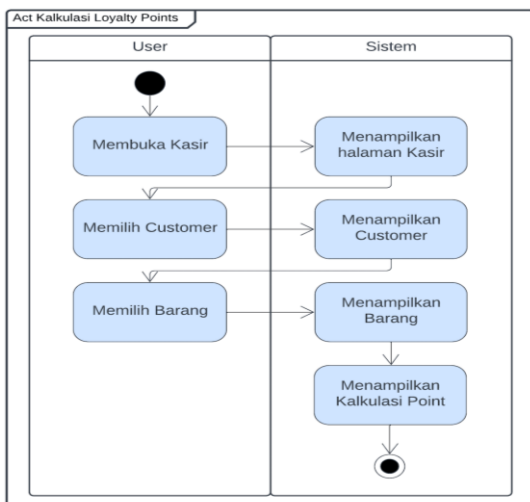 Act Kalkulasi Loyalty Points
User
Sistem
Membuka Kasir
Menampilkan
halaman Kasir
Memilih Customer
Menampilkan
Customer
Memilih Barang
Menampilkan
Barang
Menampilkan
Kalkulasi Point